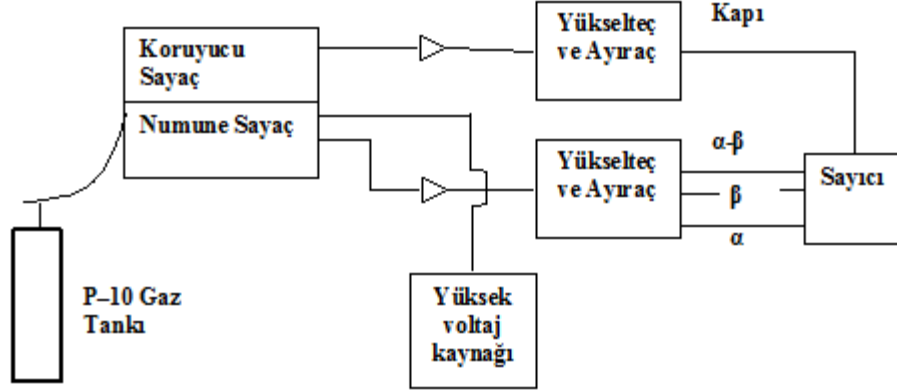 Koruyucu
Sayaç
Numune Sayaç
Yükselteç
ve Ayıraç
Kapı
Yükselteç
ve Ayıraç
α-β
β
α
Sayıcı
P–10 Gaz
Tankı
Yüksek
voltaj
kaynağı